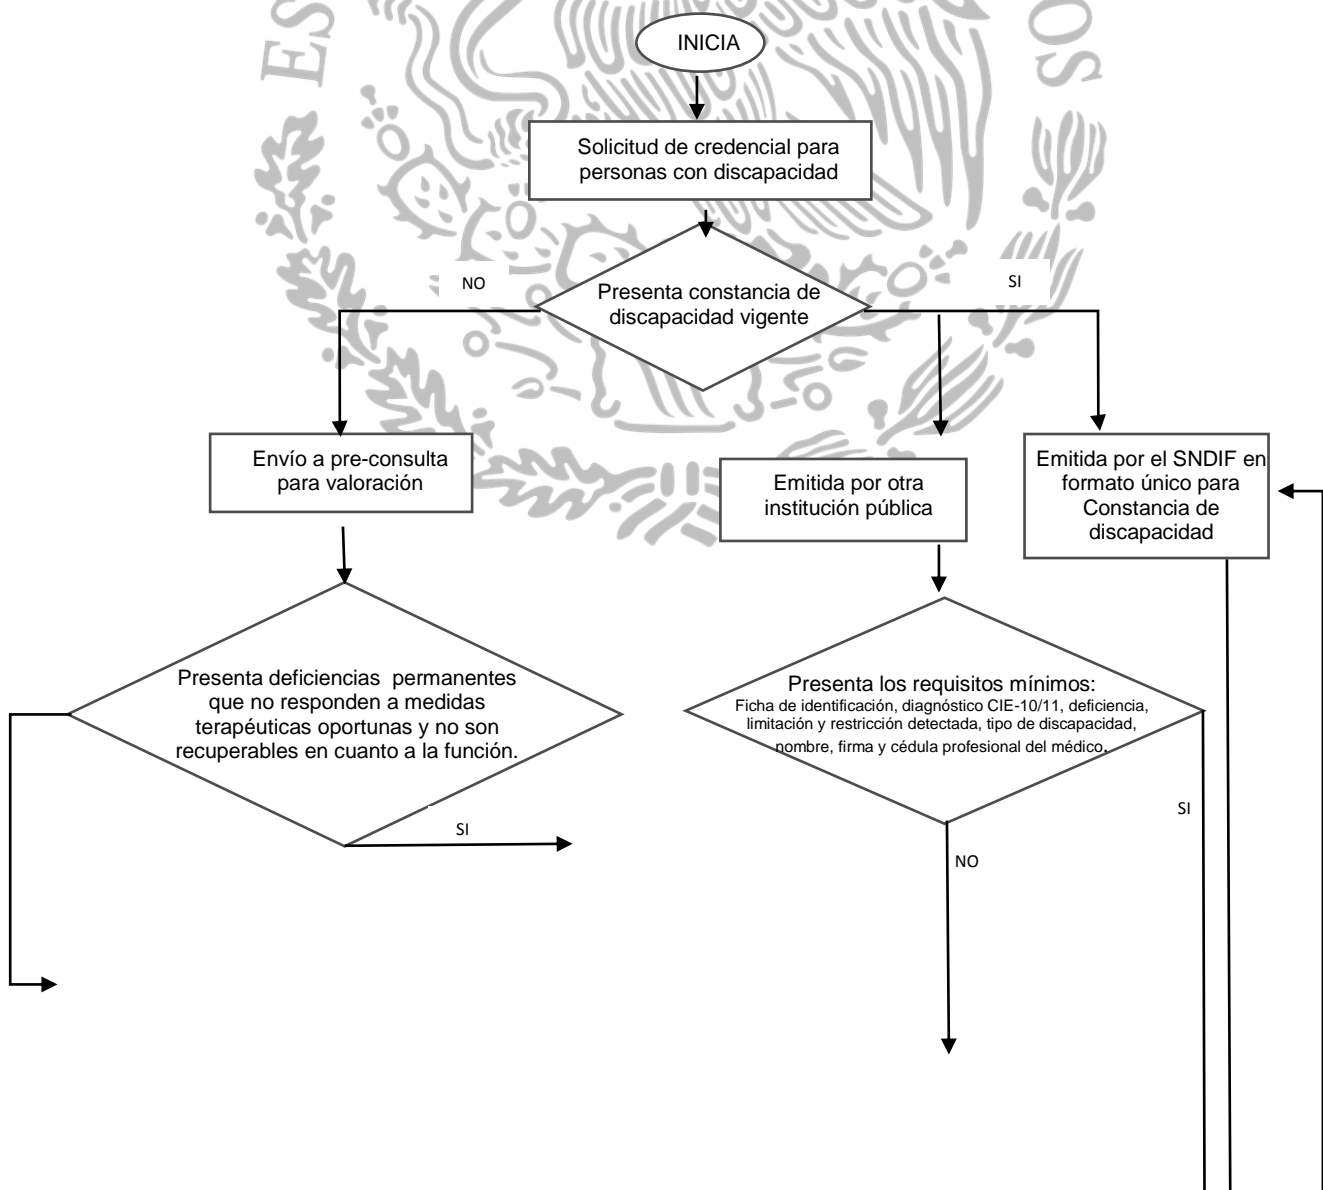 ES
OS
INICIA
Solicitud de credencial para
personas con discapacidad
NO
SI
Presenta constancia de
discapacidad vigente
Envío a pre-consulta
para valoración
Emitida por otra
institución pública
Emitida por el SNDIF en
formato único para
Constancia de
discapacidad
Presenta deficiencias permanentes
que no responden a medidas
terapéuticas oportunas y no son
recuperables en cuanto a la función.
SI
Presenta los requisitos mínimos:
Ficha de identificación, diagnóstico CIE-10/11, deficiencia,
limitación y restricción detectada, tipo de discapacidad,
nombre, firma y cédula profesional del médico.
SI
NO